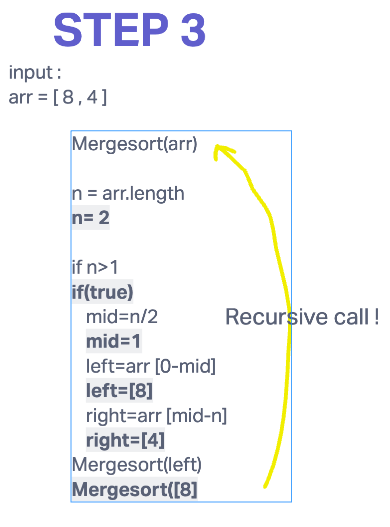 STEP 3
input :
arr = [ 8 , 4 ]
Mergesort(arr)
n = arr.length
n= 2
if n>1
if(true)
mid=n/2
Recursive call !
mid=1
left=arr [0-mid]
left=[8]
right=arr [mid-n]
right=[4]
Mergesort(left)
Mergesort([8]